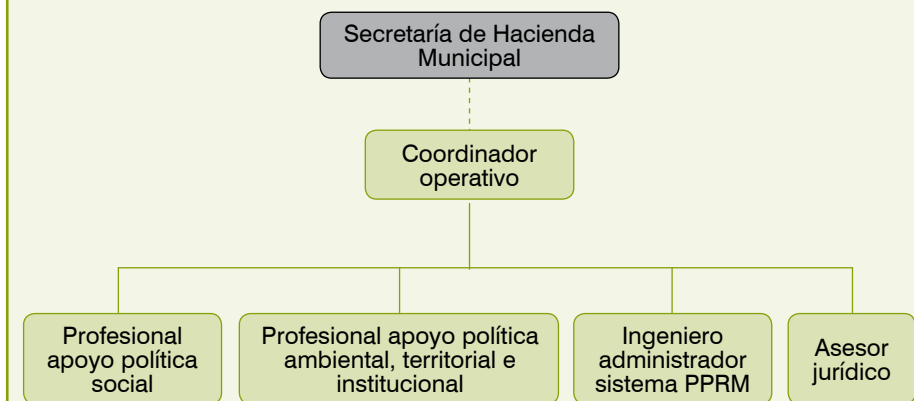 Secretaría de Hacienda
Municipal
Coordinador
operativo
Profesional
apoyo política
social
Profesional apoyo política
ambiental, territorial e
institucional
Ingeniero
administrador
sistema PPRM
Asesor
jurídico